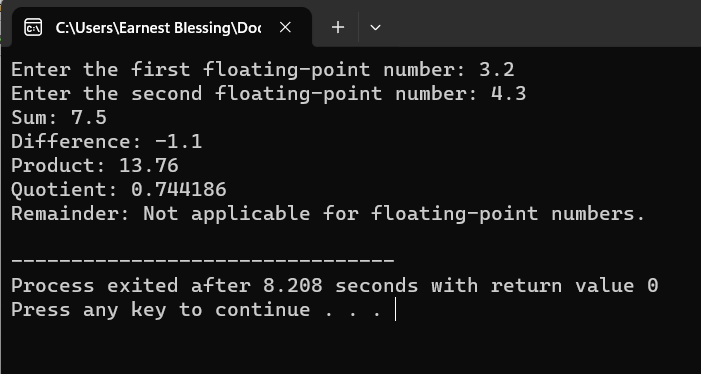 C:\Users\Earnest Blessing\Doc
Enter the first floating-point number: 3.2
Enter the second floating-point number: 4.3
Sum: 7.5
Difference: -1.1
Product: 13.76
Quotient: 0.744186
Remainder: Not applicable for floating-point numbers.
--------------------------------
Process exited after 8.208 seconds with return value 0
Press any key to continue . . .